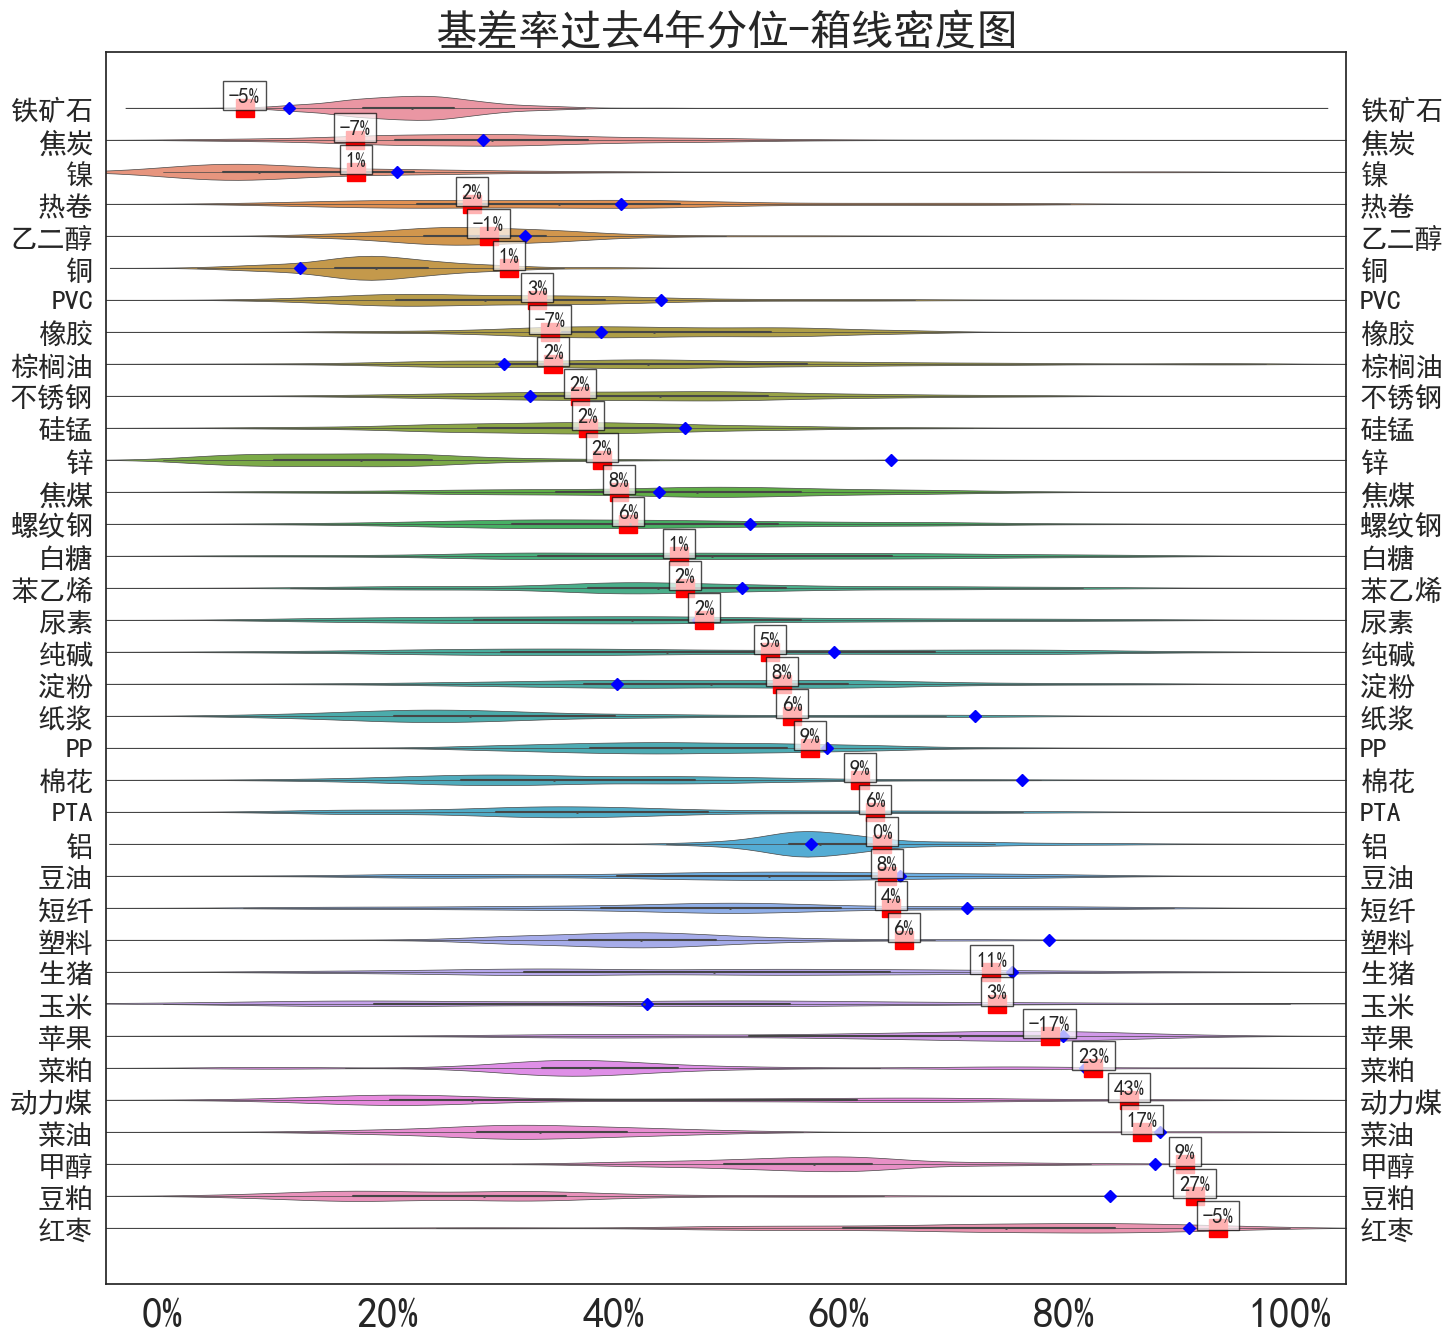 基差率过去4年分位-箱线密度图
铁矿石 -5% 铁矿石
焦炭 -7% 焦炭
镍 1% 镍
热卷 2% 热卷
乙二醇 -1% 乙二醇
铜 1% 铜
PVC 3% PVC
橡胶 -7% 橡胶
棕榈油 2% 棕榈油
不锈钢 2% 不锈钢
硅锰 2% 硅锰
锌 2% 锌
焦煤 8% 焦煤
螺纹钢 6% 螺纹钢
白糖 1% 白糖
苯乙烯 2% 苯乙烯
尿素 2% 尿素
纯碱 5% 纯碱
淀粉 8% 淀粉
纸浆 6% 纸浆
PP 9% PP
棉花 9% 棉花
PTA 6% PTA
铝 0% 铝
豆油 8% 豆油
短纤 4% 短纤
塑料 6% 塑料
生猪 11% 生猪
玉米 3% 玉米
苹果 -17% 苹果
菜粕 23% 菜粕
动力煤 43% 动力煤
菜油 17% 菜油
甲醇 9% 甲醇
豆粕 27% 豆粕
红枣 -5% 红枣
0% 20% 40% 60% 80% 100%